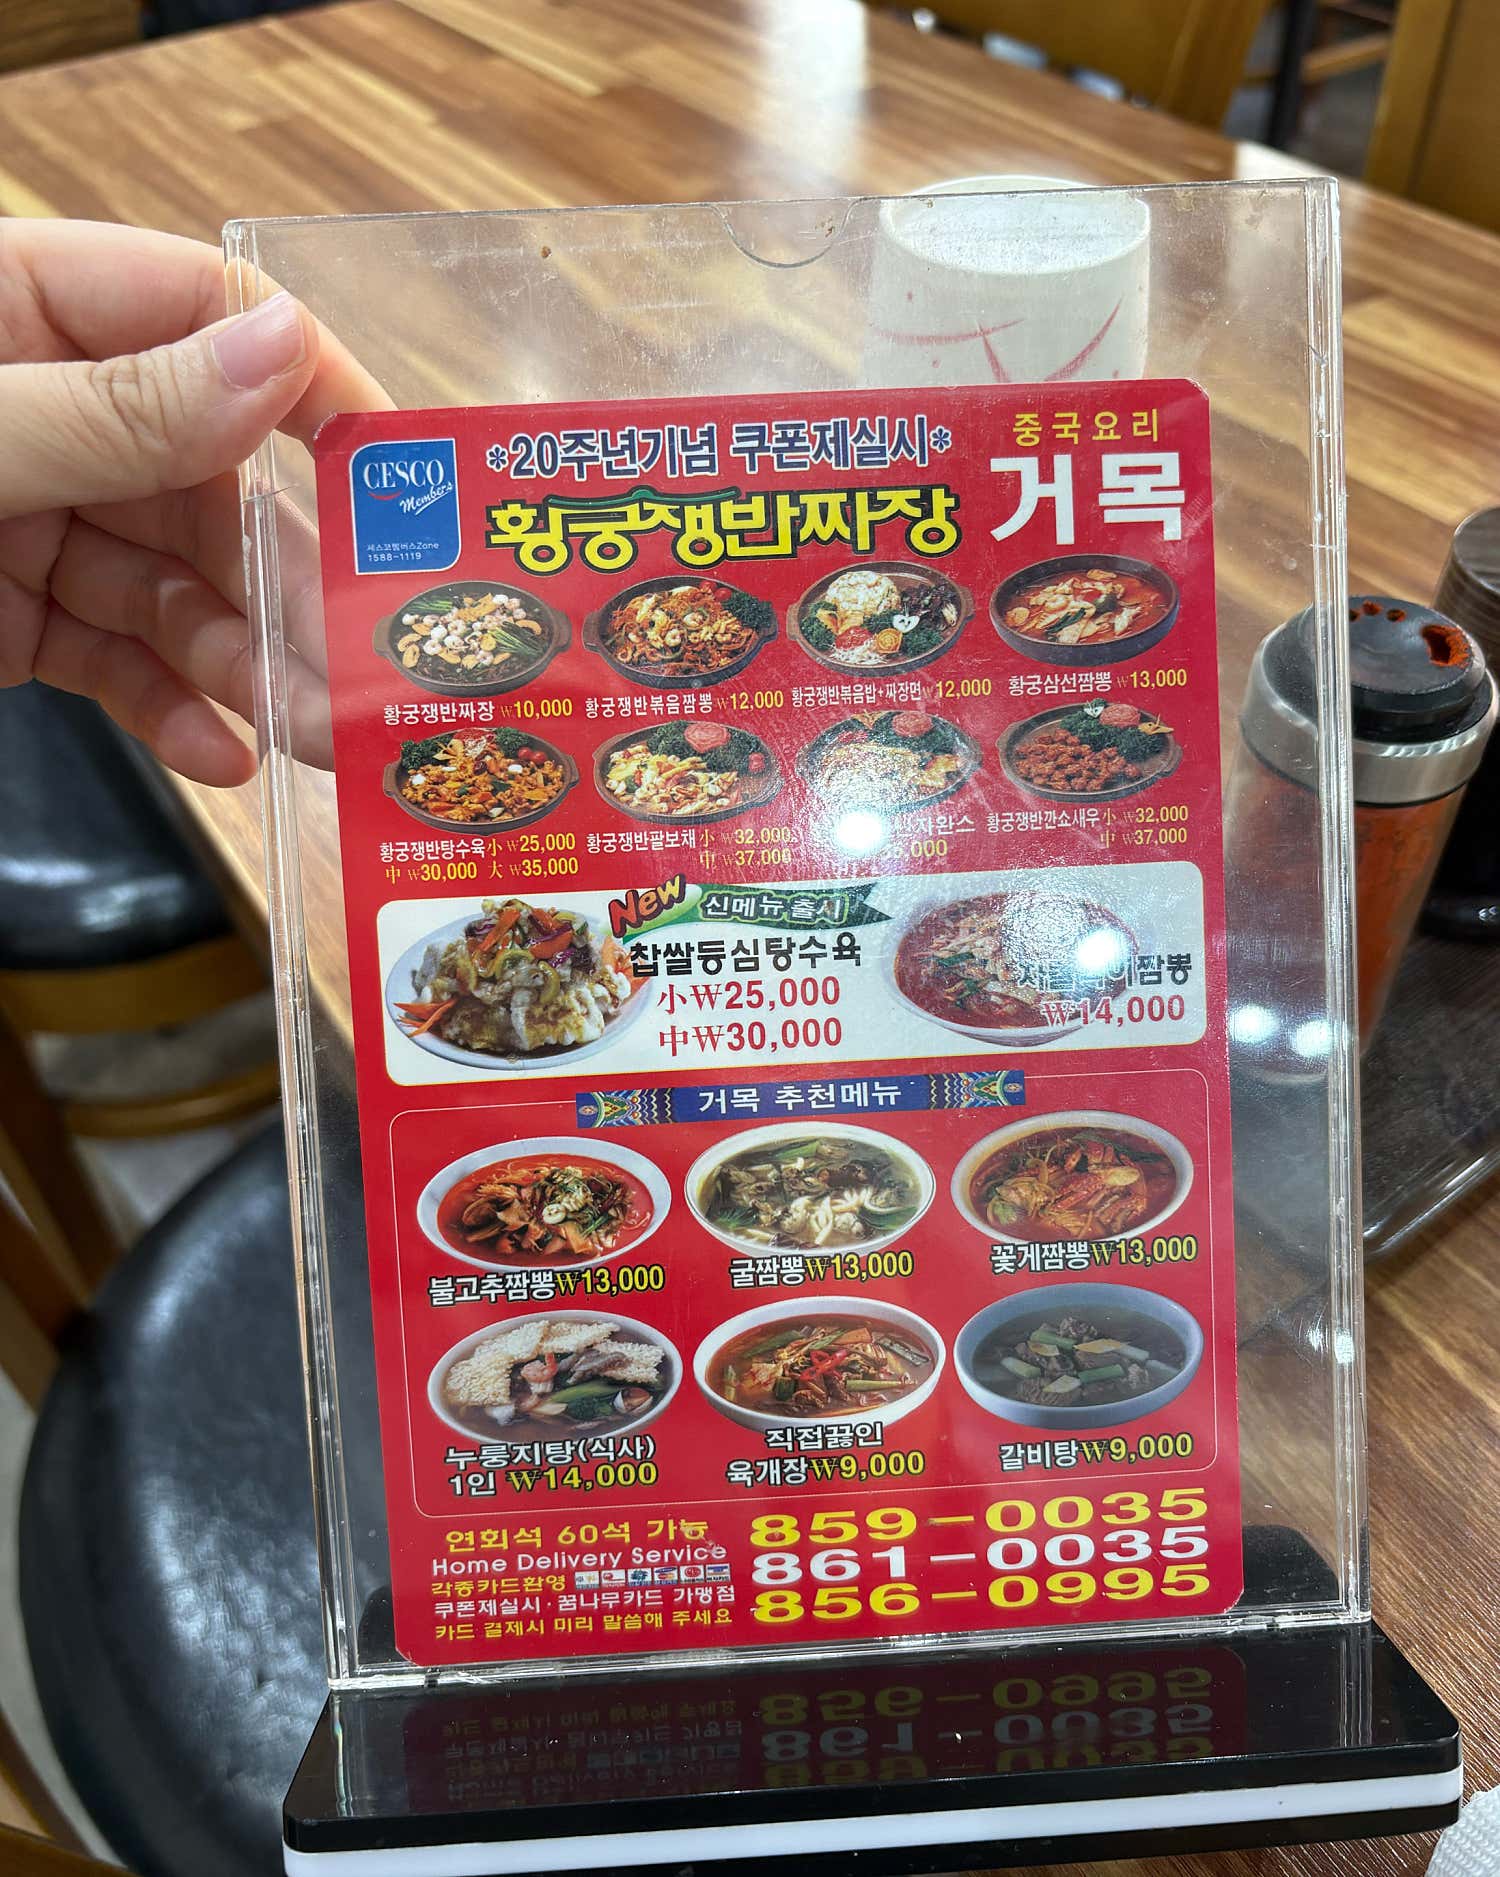 CESCO
Members
세스코멤버스Zone
1588-1119
*20주년기념 쿠폰제실시*
황궁쟁반짜장
중국요리
거목
황궁쟁반짜장 ₩10,000
황궁쟁반볶음짬뽕 ₩12,000
황궁쟁반볶음밥+짜장면 ₩12,000
황궁삼선짬뽕 ₩13,000
황궁쟁반탕수육 小 ₩25,000
中 ₩30,000 大 ₩35,000
황궁쟁반팔보채 小 ₩32,000
中 ₩37,000
자완스
황궁쟁반깐쇼새우 小 ₩32,000
中 ₩37,000
New 신메뉴 출시
찹쌀등심탕수육
小₩25,000
中₩30,000
짬뽕
₩14,000
거목 추천메뉴
불고추짬뽕₩13,000
굴짬뽕₩13,000
꽃게짬뽕₩13,000
누룽지탕(식사)
1인 ₩14,000
직접끓인
육개장₩9,000
갈비탕₩9,000
연회석 60석 가능
Home Delivery Service
각종카드환영
쿠폰제실시·꿈나무카드 가맹점
카드 결제시 미리 말씀해 주세요
859-0035
861-0035
856-0995